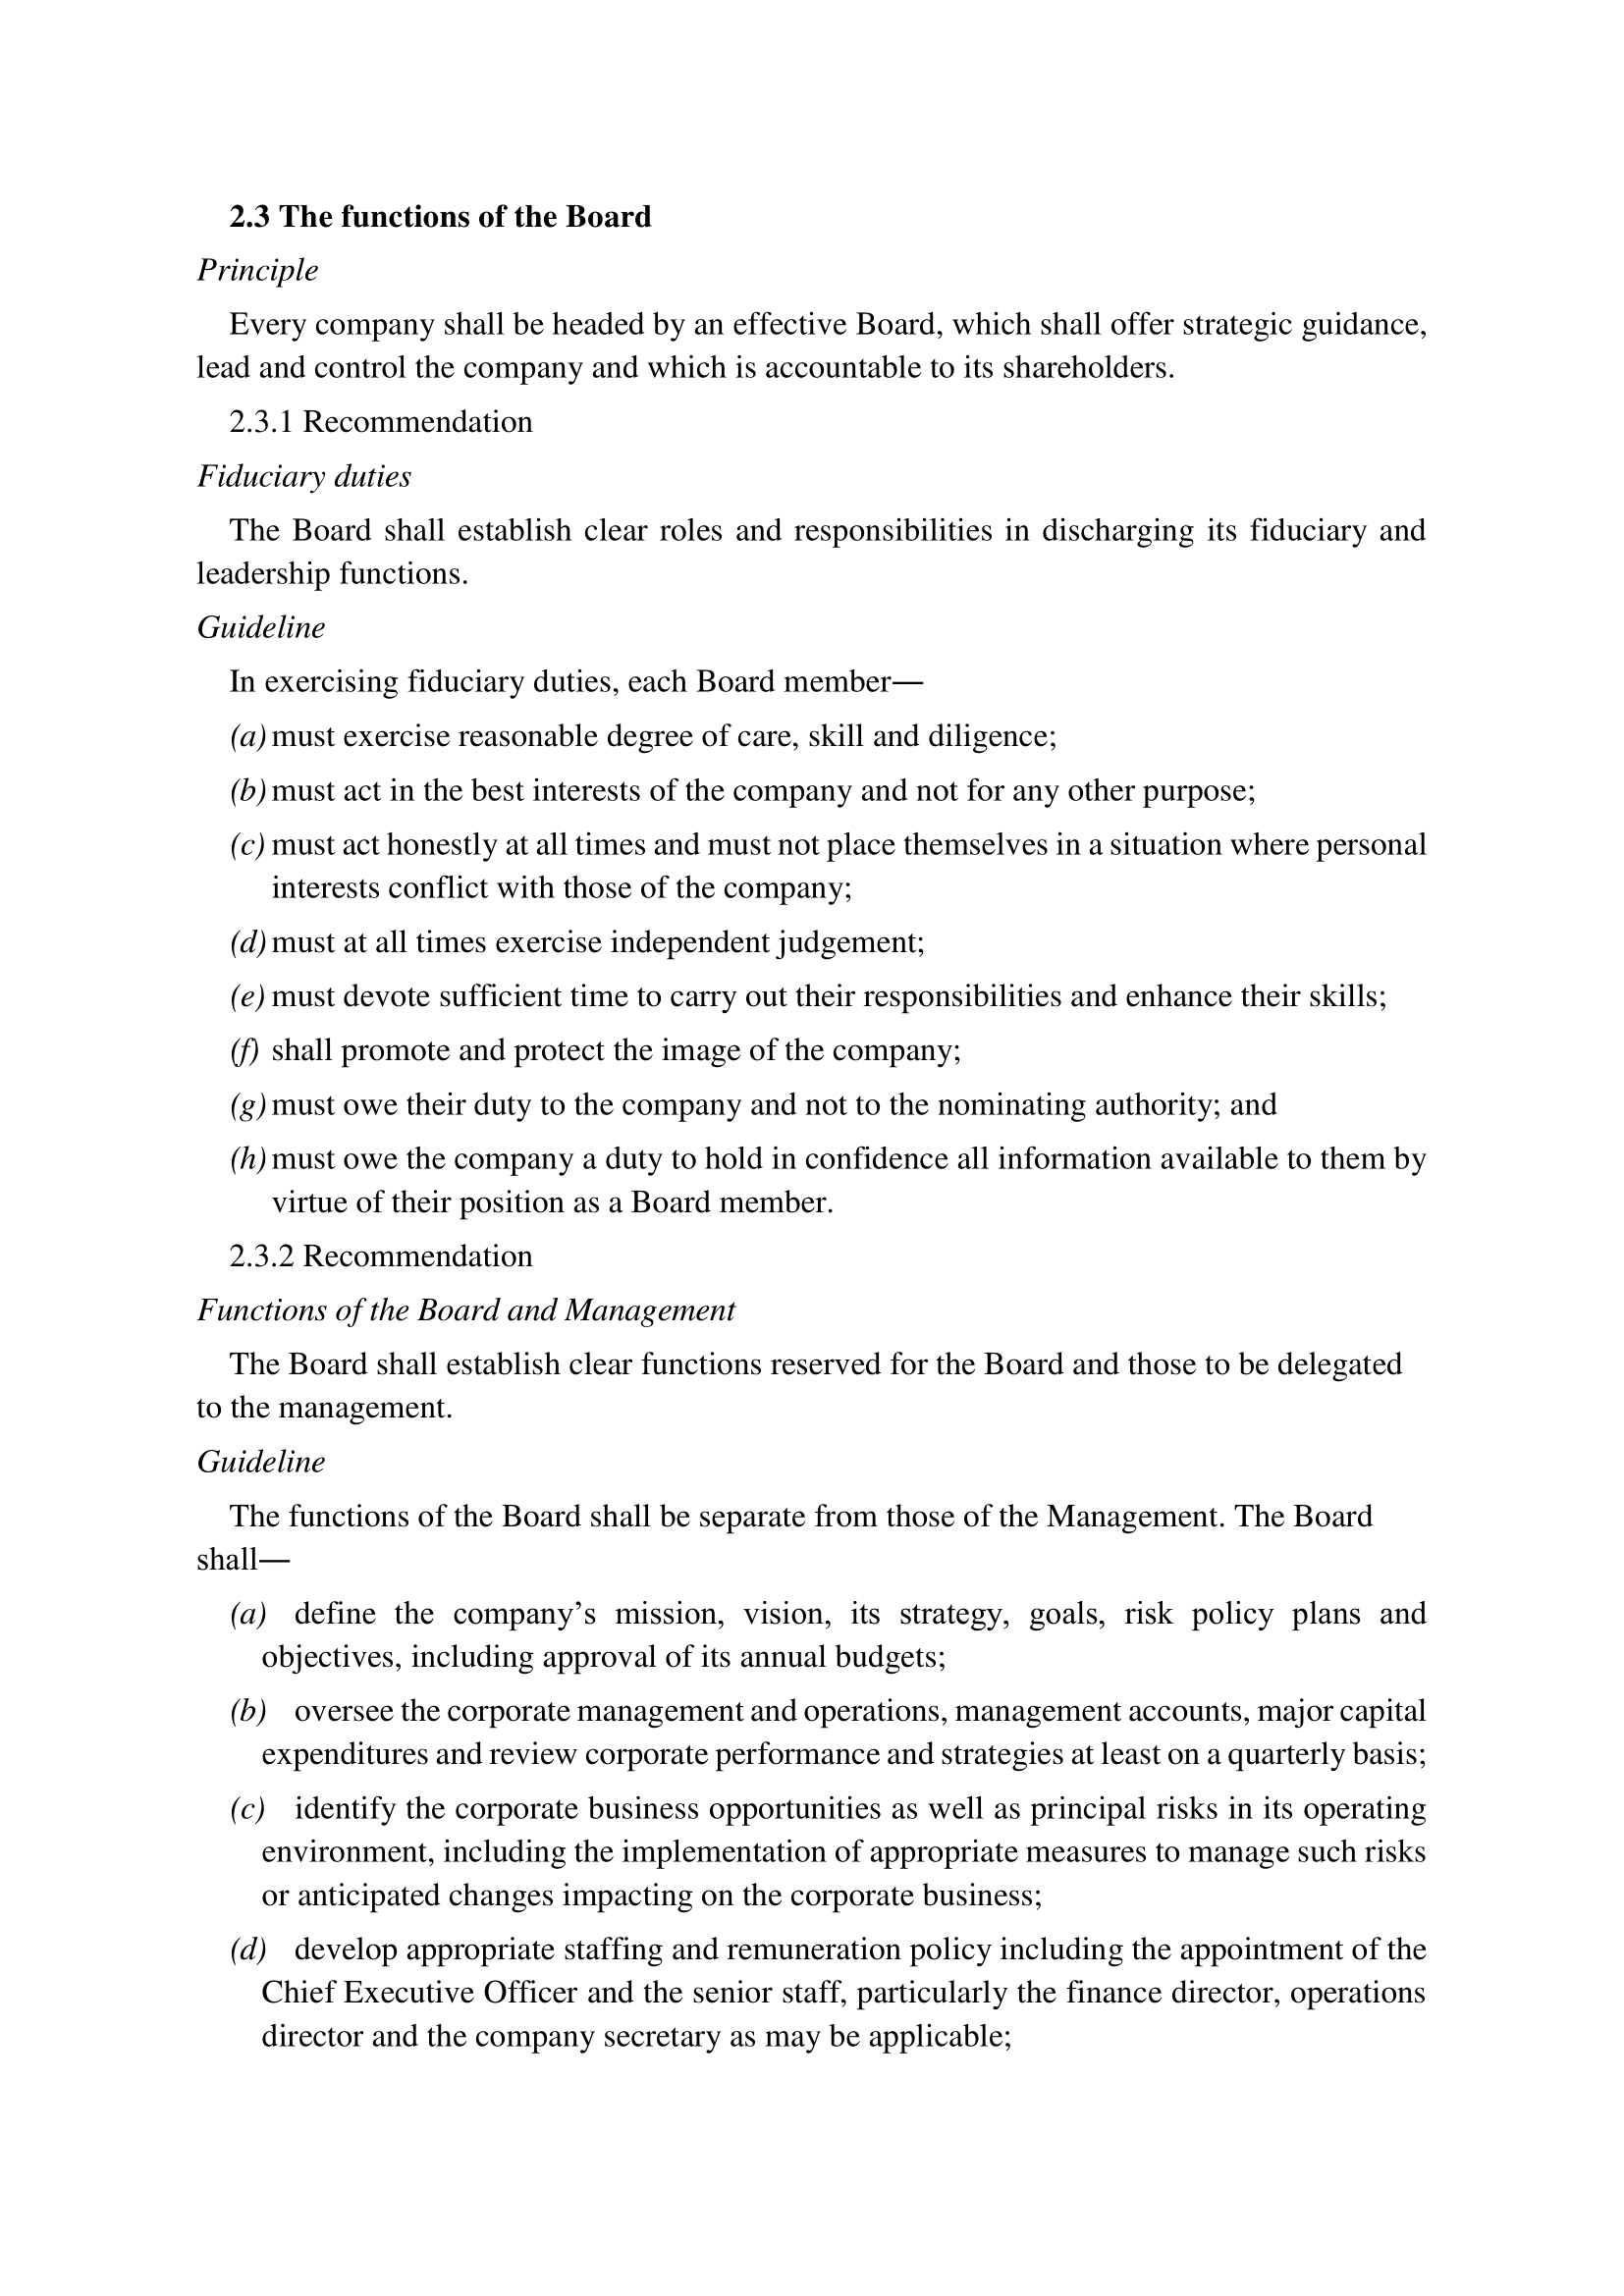 2.3 The functions of the Board
Principle
Every company shall be headed by an effective Board, which shall offer strategic guidance,
lead and control the company and which is accountable to its shareholders.
2.3.1 Recommendation
Fiduciary duties
The Board shall establish clear roles and responsibilities in discharging its fiduciary and
leadership functions.
Guideline
In exercising fiduciary duties, each Board member—
(a) must exercise reasonable degree of care, skill and diligence;
(b) must act in the best interests of the company and not for any other purpose;
(c) must act honestly at all times and must not place themselves in a situation where personal
interests conflict with those of the company;
(d) must at all times exercise independent judgement;
(e) must devote sufficient time to carry out their responsibilities and enhance their skills;
(f) shall promote and protect the image of the company;
(g) must owe their duty to the company and not to the nominating authority; and
(h) must owe the company a duty to hold in confidence all information available to them by
virtue of their position as a Board member.
2.3.2 Recommendation
Functions of the Board and Management
The Board shall establish clear functions reserved for the Board and those to be delegated
to the management.
Guideline
The functions of the Board shall be separate from those of the Management. The Board
shall—
(a) define the company’s mission, vision, its strategy, goals, risk policy plans and
objectives, including approval of its annual budgets;
(b) oversee the corporate management and operations, management accounts, major capital
expenditures and review corporate performance and strategies at least on a quarterly basis;
(c) identify the corporate business opportunities as well as principal risks in its operating
environment, including the implementation of appropriate measures to manage such risks
or anticipated changes impacting on the corporate business;
(d) develop appropriate staffing and remuneration policy including the appointment of the
Chief Executive Officer and the senior staff, particularly the finance director, operations
director and the company secretary as may be applicable;